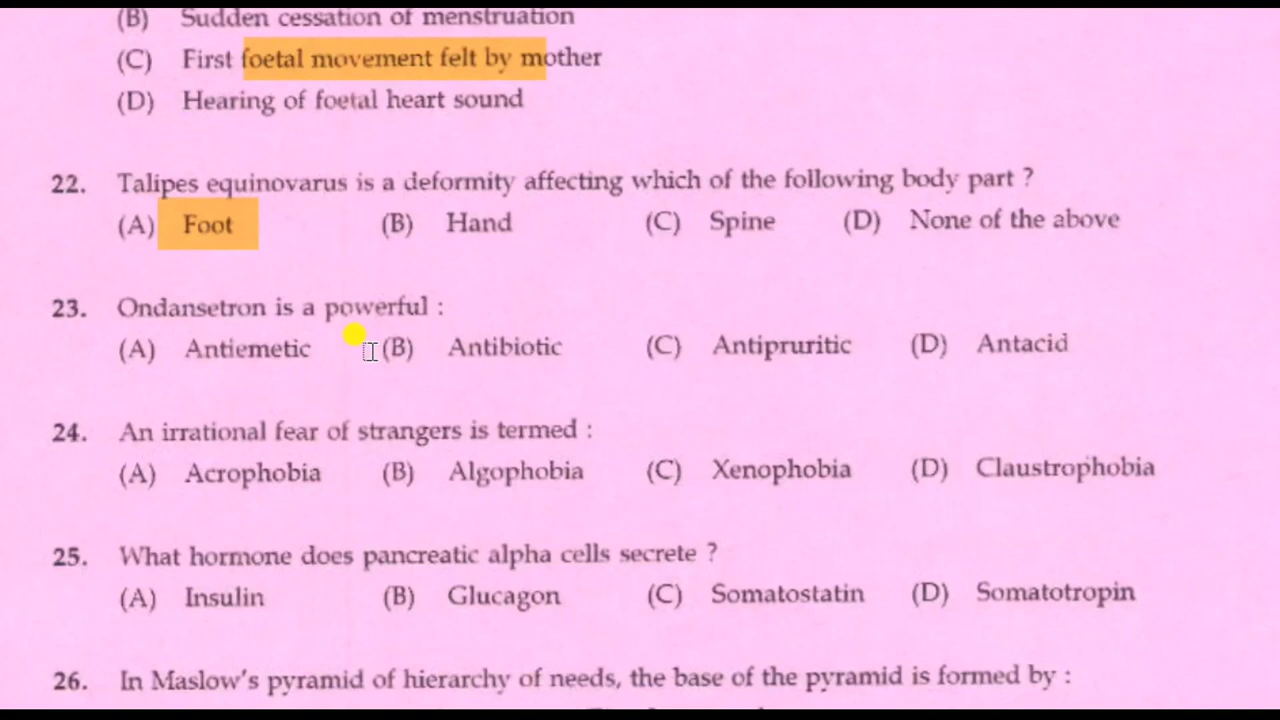 (B) Sudden cessation of menstruation
(C) First foetal movement felt by mother
(D) Hearing of foetal heart sound
22. Talipes equinovarus is a deformity affecting which of the following body part ?
(A) Foot (B) Hand (C) Spine (D) None of the above
23. Ondansetron is a powerful :
(A) Antiemetic (B) Antibiotic (C) Antipruritic (D) Antacid
24. An irrational fear of strangers is termed :
(A) Acrophobia (B) Algophobia (C) Xenophobia (D) Claustrophobia
25. What hormone does pancreatic alpha cells secrete ?
(A) Insulin (B) Glucagon (C) Somatostatin (D) Somatotropin
26. In Maslow's pyramid of hierarchy of needs, the base of the pyramid is formed by :